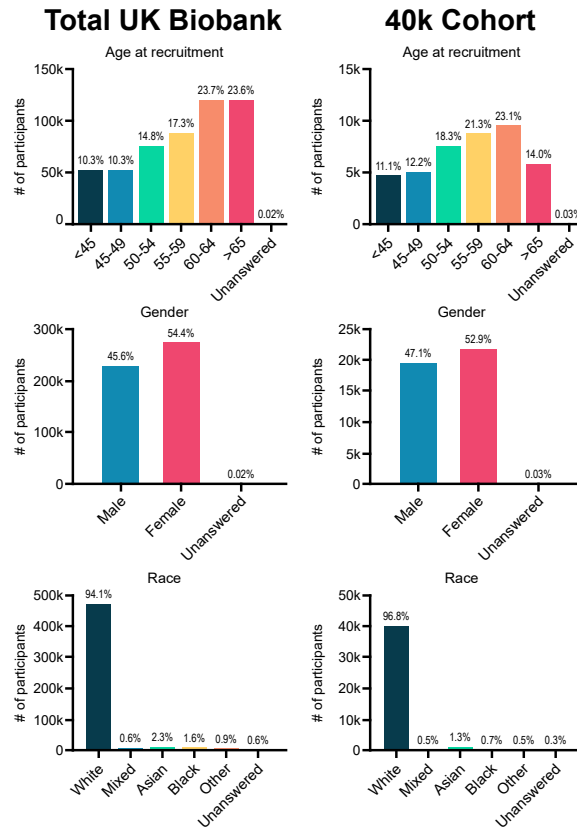 Total UK Biobank
40k Cohort
Age at recruitment
# of participants
150k
100k
50k
0
10.3%
10.3%
14.8%
17.3%
23.7%
23.6%
0.02%
<45
45-49
50-54
55-59
60-64
>65
Unanswered
Age at recruitment
# of participants
15k
10k
5k
0
11.1%
12.2%
18.3%
21.3%
23.1%
14.0%
0.03%
<45
45-49
50-54
55-59
60-64
>65
Unanswered
Gender
# of participants
300k
200k
100k
0
45.6%
54.4%
0.02%
Male
Female
Unanswered
Gender
# of participants
25k
20k
15k
10k
5k
0
47.1%
52.9%
0.03%
Male
Female
Unanswered
Race
# of participants
500k
400k
300k
200k
100k
0
94.1%
0.6%
2.3%
1.6%
0.9%
0.6%
White
Mixed
Asian
Black
Other
Unanswered
Race
# of participants
50k
40k
30k
20k
10k
0
96.8%
0.5%
1.3%
0.7%
0.5%
0.3%
White
Mixed
Asian
Black
Other
Unanswered